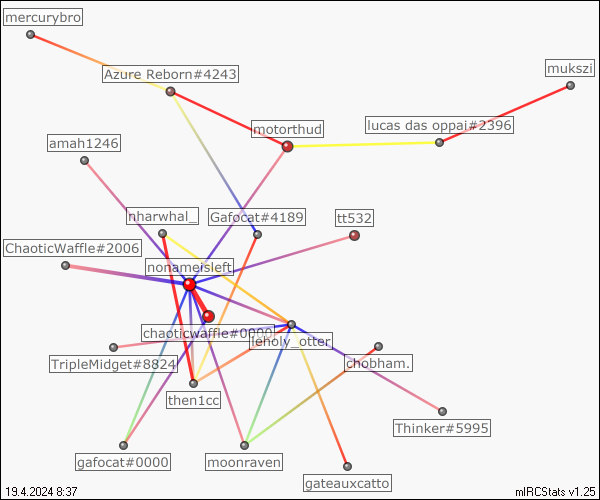 mercurybro
Azure Reborn#4243
mukszi
motorthud
lucas das oppai#2396
amah1246
nharwhal_
Gafocat#4189
tt532
ChaoticWaffle#2006
nonameisleft
chaoticwaffle#0000
leholy_otter
TripleMidget#8824
chobham.
then1cc
Thinker#5995
gafocat#0000
moonraven
gateauxcatto
19.4.2024 8:37
mIRCStats v1.25